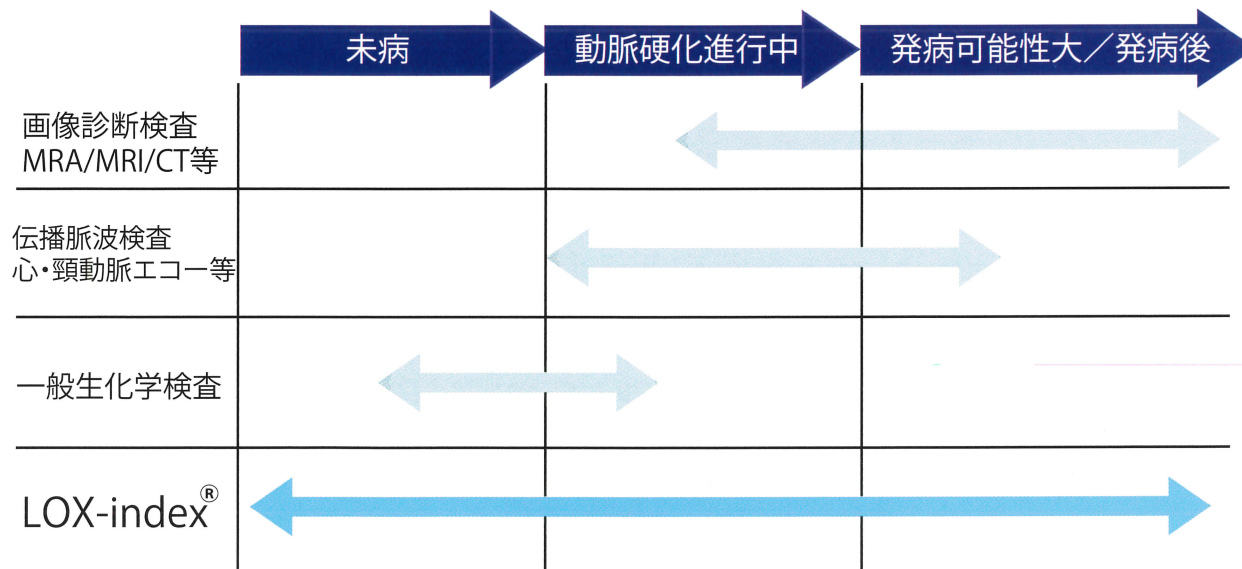 未病
動脈硬化進行中
発病可能性大／発病後
画像診断検査
MRA/MRI/CT等
伝播脈波検査
心・頸動脈エコー等
一般生化学検査
LOX-index®